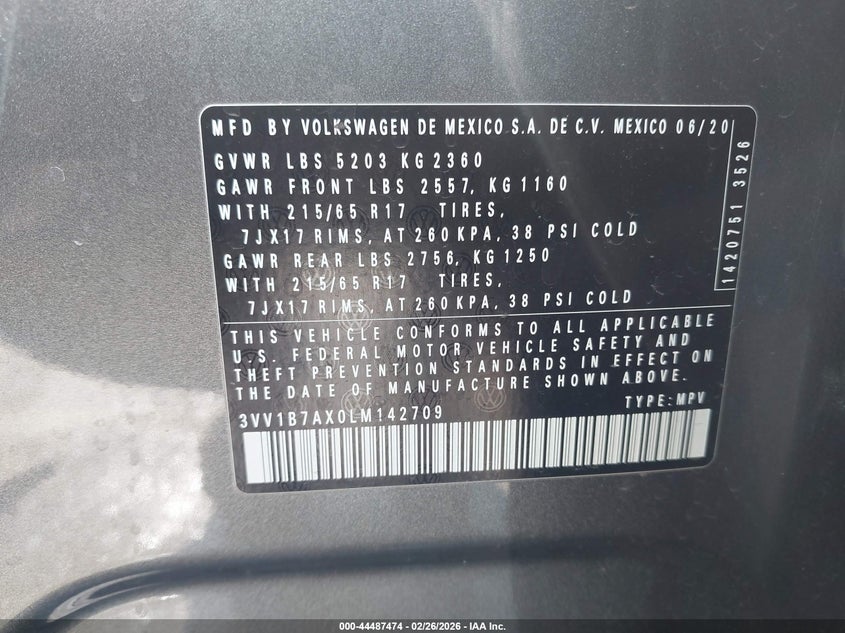 MFD BY VOLKSWAGEN DE MEXICO S.A. DE C.V. MEXICO 06/20
GVWR LBS 5203 KG 2360
GAWR FRONT LBS 2557, KG 1160
WITH 215/65 R17 TIRES,
7JX17 RIMS, AT 260 KPA, 38 PSI COLD
GAWR REAR LBS 2756, KG 1250
WITH 215/65 R17 TIRES,
7JX17 RIMS, AT 260 KPA, 38 PSI COLD
1420751 3526
THIS VEHICLE CONFORMS TO ALL APPLICABLE
U.S. FEDERAL MOTOR VEHICLE SAFETY AND
THEFT PREVENTION STANDARDS IN EFFECT ON
THE DATE OF MANUFACTURE SHOWN ABOVE.
3VV1B7AX0LM142709 TYPE: MPV
000-44487474 - 02/26/2026 - IAA Inc.